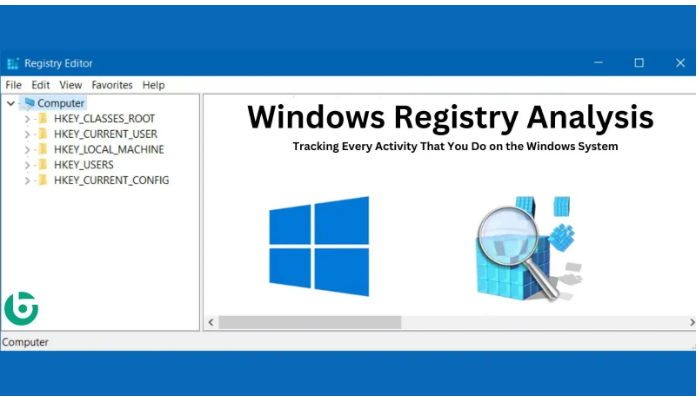 Registry Editor
File Edit View Favorites Help
Computer
HKEY_CLASSES_ROOT
HKEY_CURRENT_USER
HKEY_LOCAL_MACHINE
HKEY_USERS
HKEY_CURRENT_CONFIG
Windows Registry Analysis
Tracking Every Activity That You Do on the Windows System
Computer